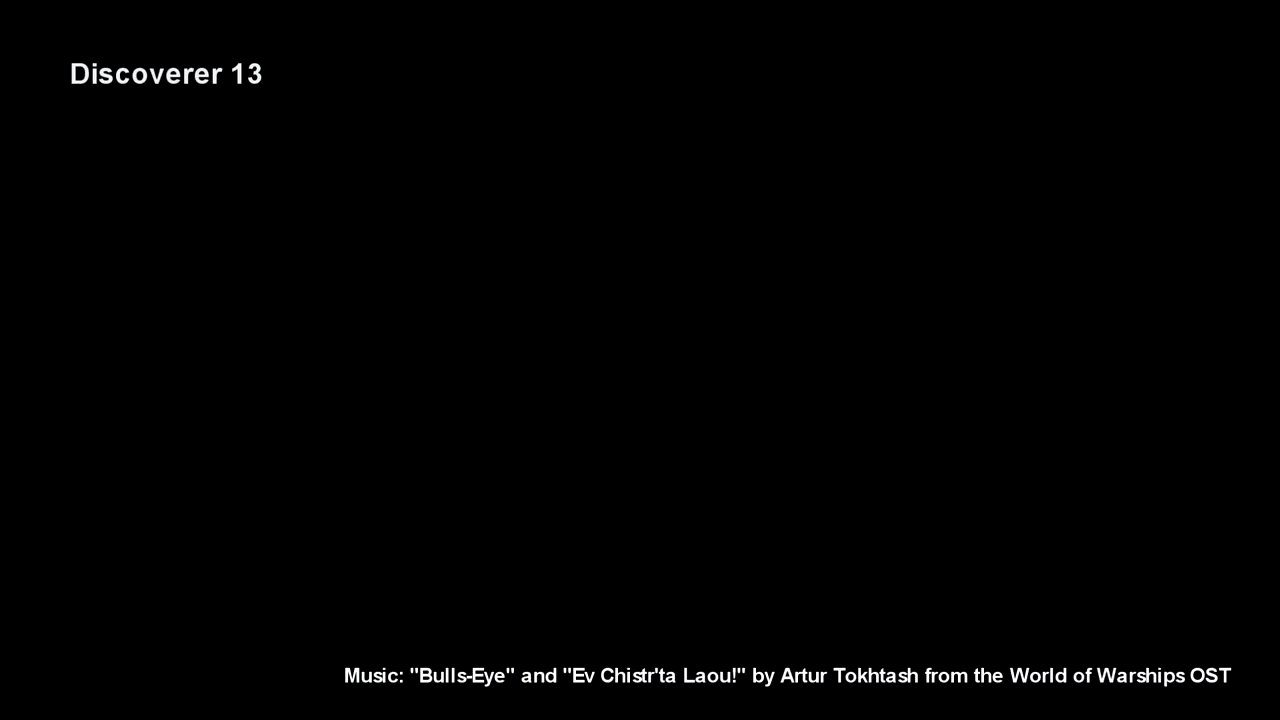 Discoverer 13
Music: "Bulls-Eye" and "Ev Chistr'ta Laou!" by Artur Tokhtash from the World of Warships OST